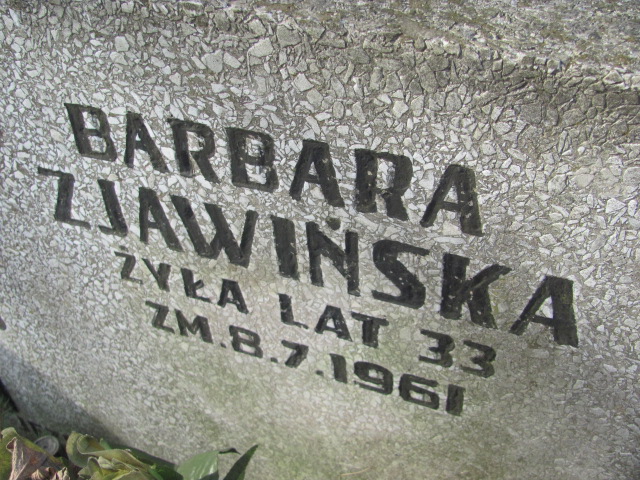 BARBARA
ZJAWIŃSKA
ŻYŁA LAT 33
ZM. 8.7.1961